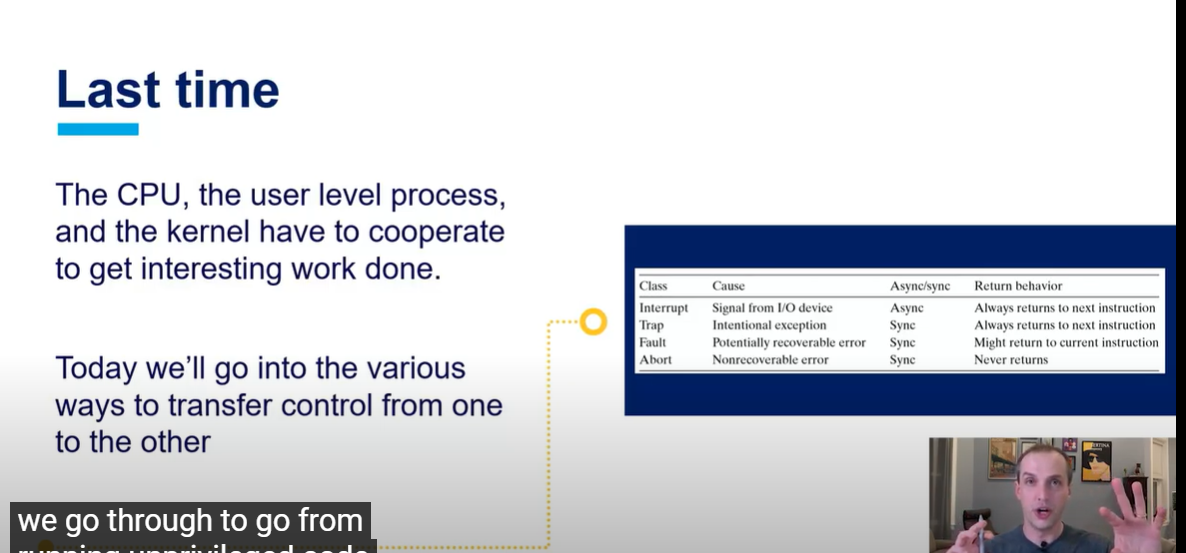 Last time
The CPU, the user level process,
and the kernel have to cooperate
to get interesting work done.
Today we'll go into the various
ways to transfer control from one
to the other
Class Cause Async/sync Return behavior
Interrupt Signal from I/O device Async Always returns to next instruction
Trap Intentional exception Sync Always returns to next instruction
Fault Potentially recoverable error Sync Might return to current instruction
Abort Nonrecoverable error Sync Never returns
we go through to go from
running unprivileged code